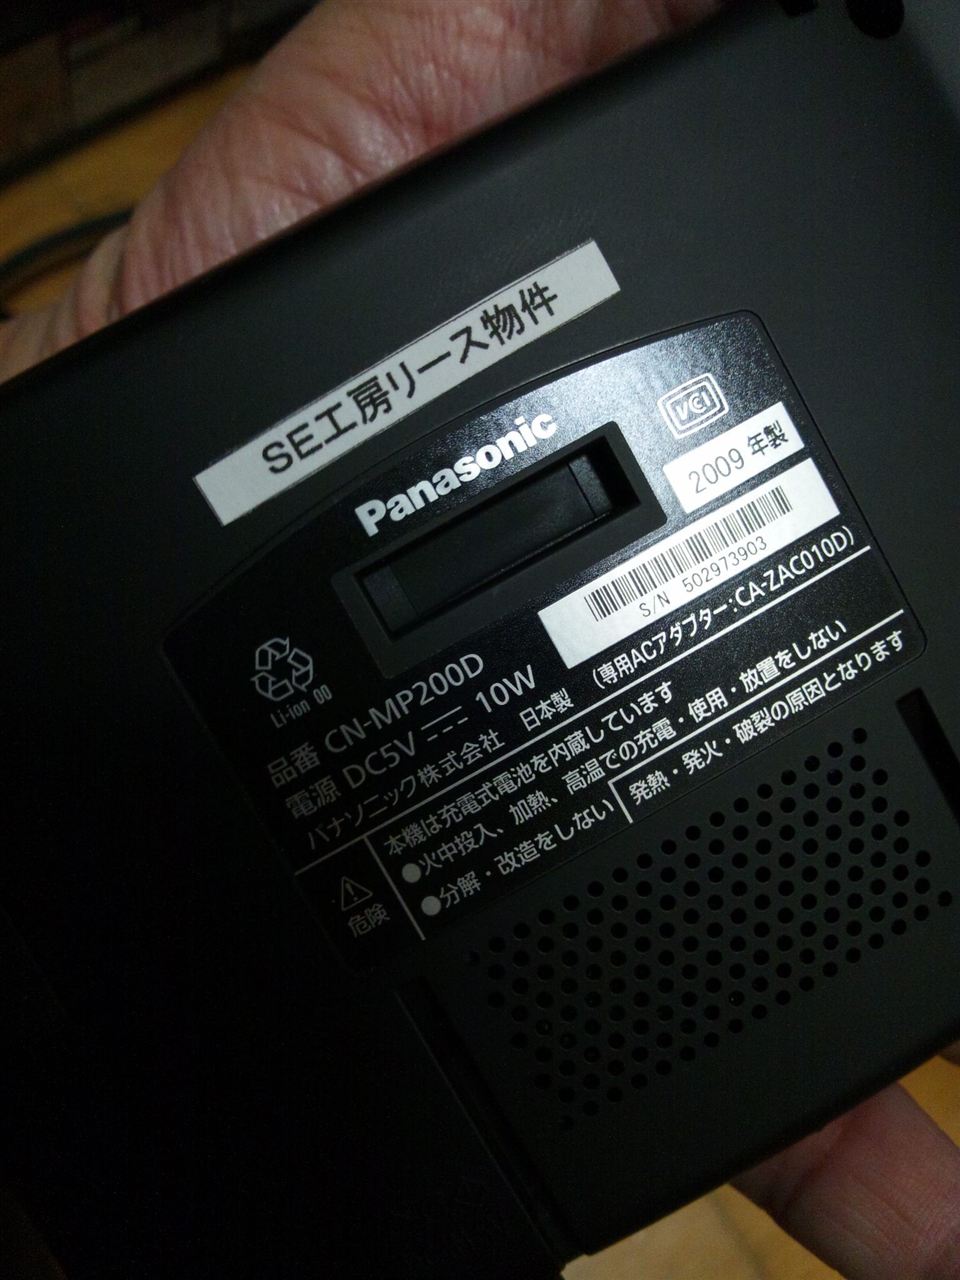 SE工房リース物件
Panasonic
VCI
2009 年製
S/N 502973903
Li-ion 00
品番 CN-MP200D
電源 DC5V 10W (専用ACアダプター:CA-ZAC010D)
パナソニック株式会社 日本製
危険
本機は充電式電池を内蔵しています
●火中投入、加熱、高温での充電・使用・放置をしない
●分解・改造をしない
発熱・発火・破裂の原因となります